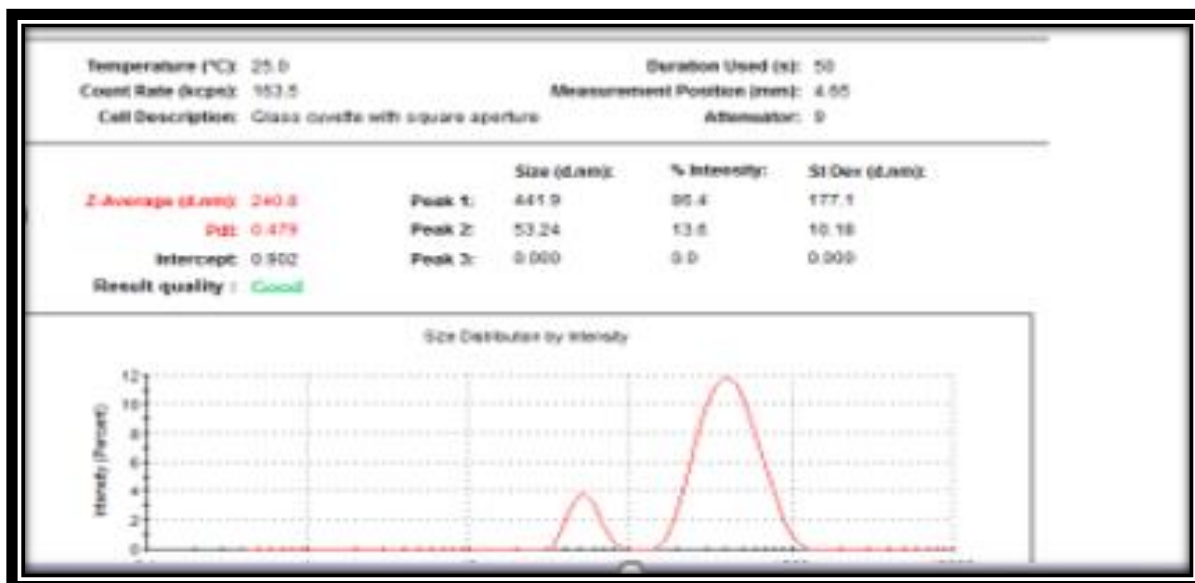 Temperature (°C): 25.0 Duration Used (s): 50
Count Rate (kcps): 163.5 Measurement Position (mm): 4.65
Cell Description: Glass cuvette with square aperture Attenuator: 9
Size (d.nm): % Intensity: St Dev (d.nm):
Z-Average (d.nm): 240.8 Peak 1: 441.9 177.1
PdI: 0.479 Peak 2: 53.24 13.6 10.18
Intercept: 0.902 Peak 3: 0.000 0.0 0.000
Result quality : Good
Size Distribution by Intensity
Intensity (Percent)
12
10
8
6
4
2
0